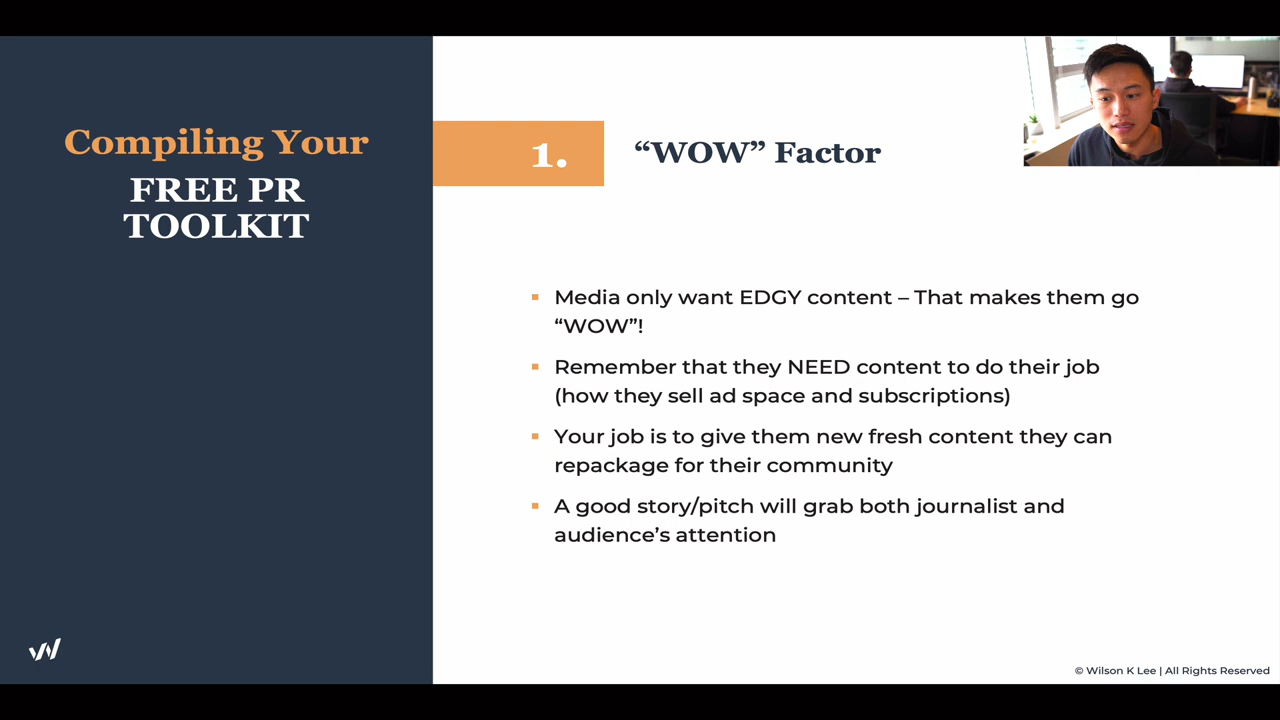 Compiling Your
FREE PR
TOOLKIT
1.
“WOW” Factor
Media only want EDGY content – That makes them go
“WOW”!
Remember that they NEED content to do their job
(how they sell ad space and subscriptions)
Your job is to give them new fresh content they can
repackage for their community
A good story/pitch will grab both journalist and
audience’s attention
© Wilson K Lee | All Rights Reserved